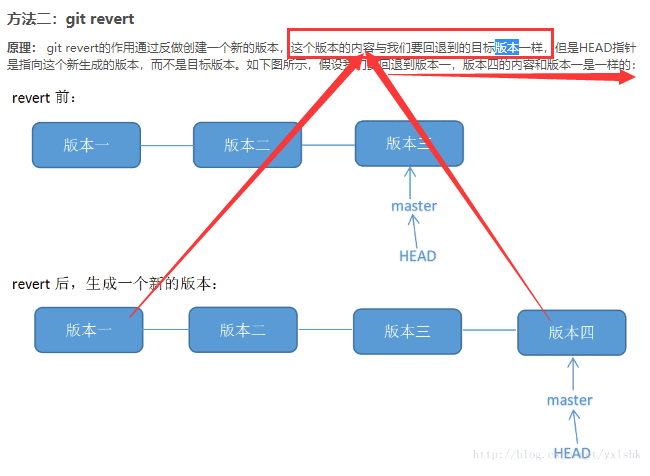 方法二：git revert
原理： git revert的作用通过反做创建一个新的版本，这个版本的内容与我们要回退到的目标版本一样，但是HEAD指针
是指向这个新生成的版本，而不是目标版本。如下图所示，假设我们要回退到版本一，版本四的内容和版本一是一样的：
revert 前：
版本一 版本二 版本三
master
HEAD
revert 后，生成一个新的版本：
版本一 版本二 版本三 版本四
master
HEAD